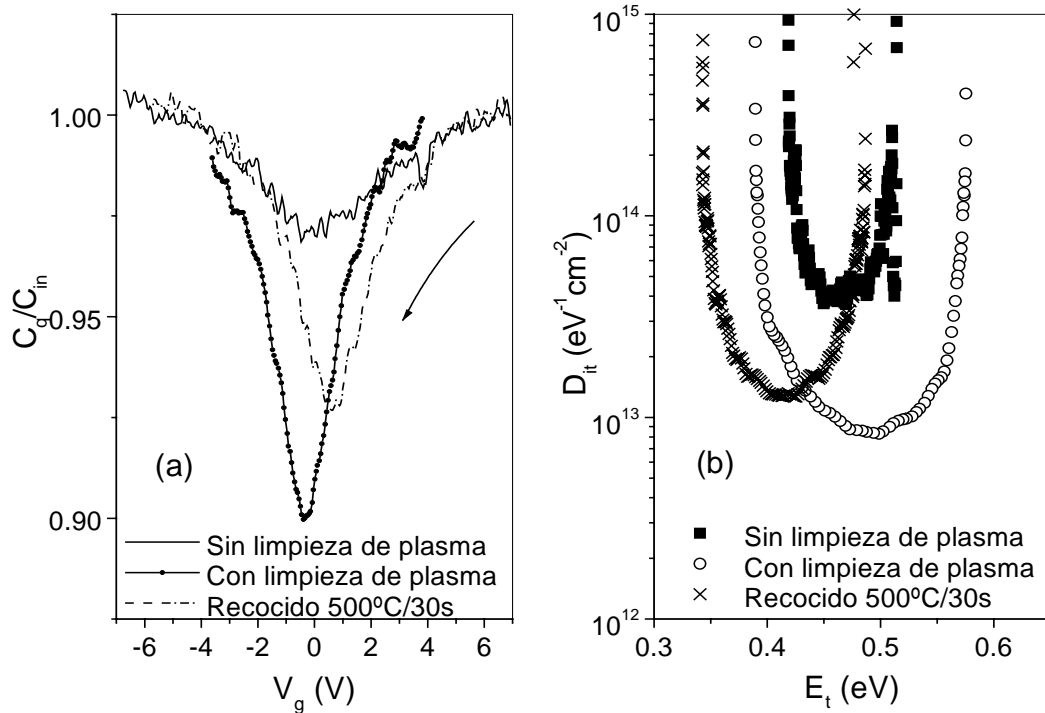 1.00
0.95
0.90
C_g/C_in
(a)
Sin limpieza de plasma
Con limpieza de plasma
Recocido 500ºC/30s
-6 -4 -2 0 2 4 6
V_g (V)
10^15
10^14
10^13
10^12
D_it (eV^-1 cm^-2)
(b)
Sin limpieza de plasma
Con limpieza de plasma
Recocido 500ºC/30s
0.3 0.4 0.5 0.6
E_t (eV)